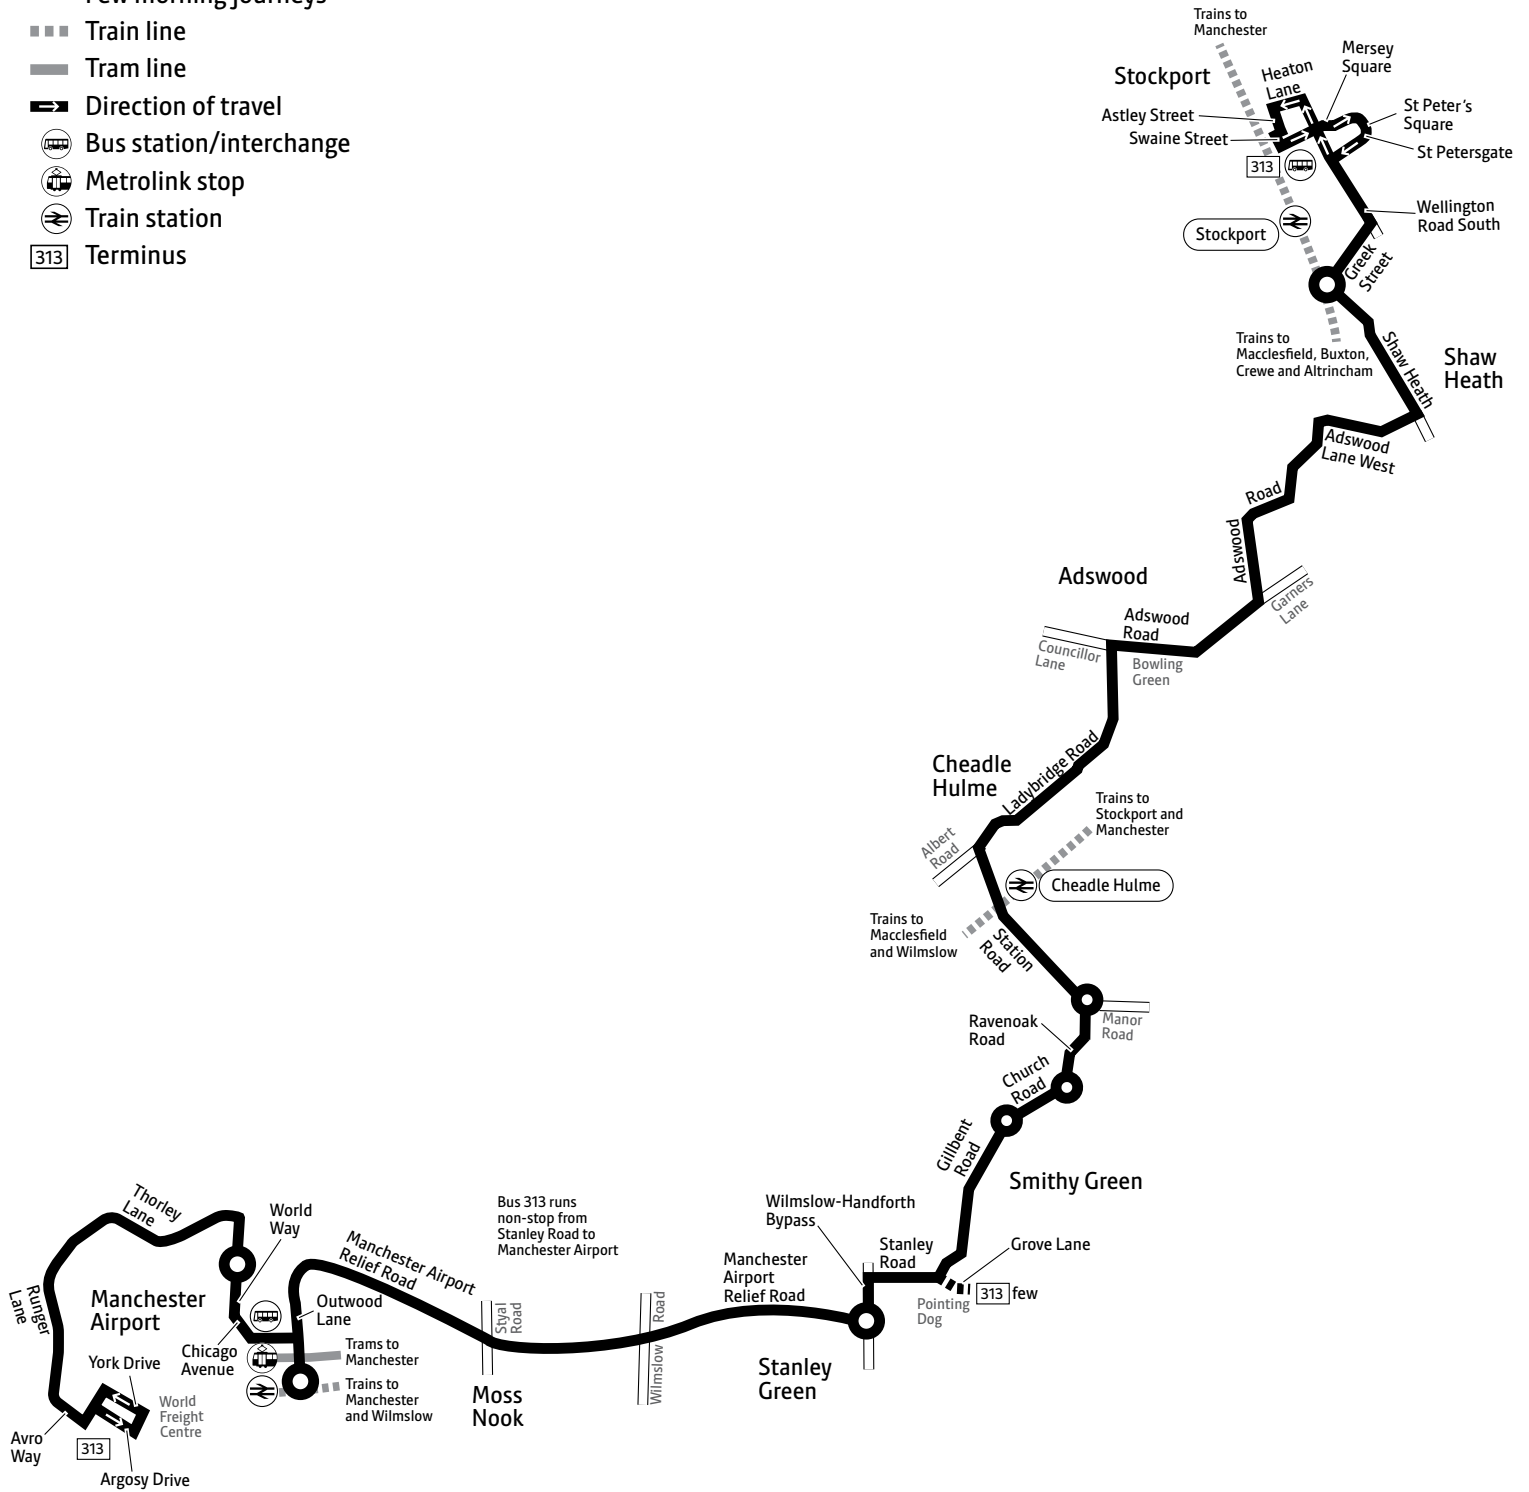 Few morning journeys
Train line
Tram line
Direction of travel
Bus station/interchange
Metrolink stop
Train station
313 Terminus
Trains to
Manchester
Stockport
Heaton
Lane
Mersey
Square
Astley Street
Swaine Street
St Peter's
Square
St Petersgate
313
Stockport
Wellington
Road South
Greek
Street
Trains to
Macclesfield, Buxton,
Crewe and Altrincham
Shaw Heath
Shaw
Heath
Adswood
Lane West
Adswood
Road
Garners
Lane
Adswood
Adswood
Road
Councillor
Lane
Bowling
Green
Cheadle
Hulme
Ladybridge Road
Trains to
Stockport and
Manchester
Albert
Road
Cheadle Hulme
Trains to
Macclesfield
and Wilmslow
Station
Road
Manor
Road
Ravenoak
Road
Church
Road
Gillbent
Road
Smithy Green
Wilmslow-Handforth
Bypass
Stanley
Road
Grove Lane
313 few
Pointing
Dog
Manchester
Airport
Relief Road
Stanley
Green
Bus 313 runs
non-stop from
Stanley Road to
Manchester Airport
Wilmslow Road
Styal
Road
Moss
Nook
Manchester Airport
Relief Road
Thorley
Lane
World
Way
Outwood
Lane
Runger
Lane
Manchester
Airport
Chicago
Avenue
Trams to
Manchester
Trains to
Manchester
and Wilmslow
York Drive
World
Freight
Centre
Avro
Way
313
Argosy Drive